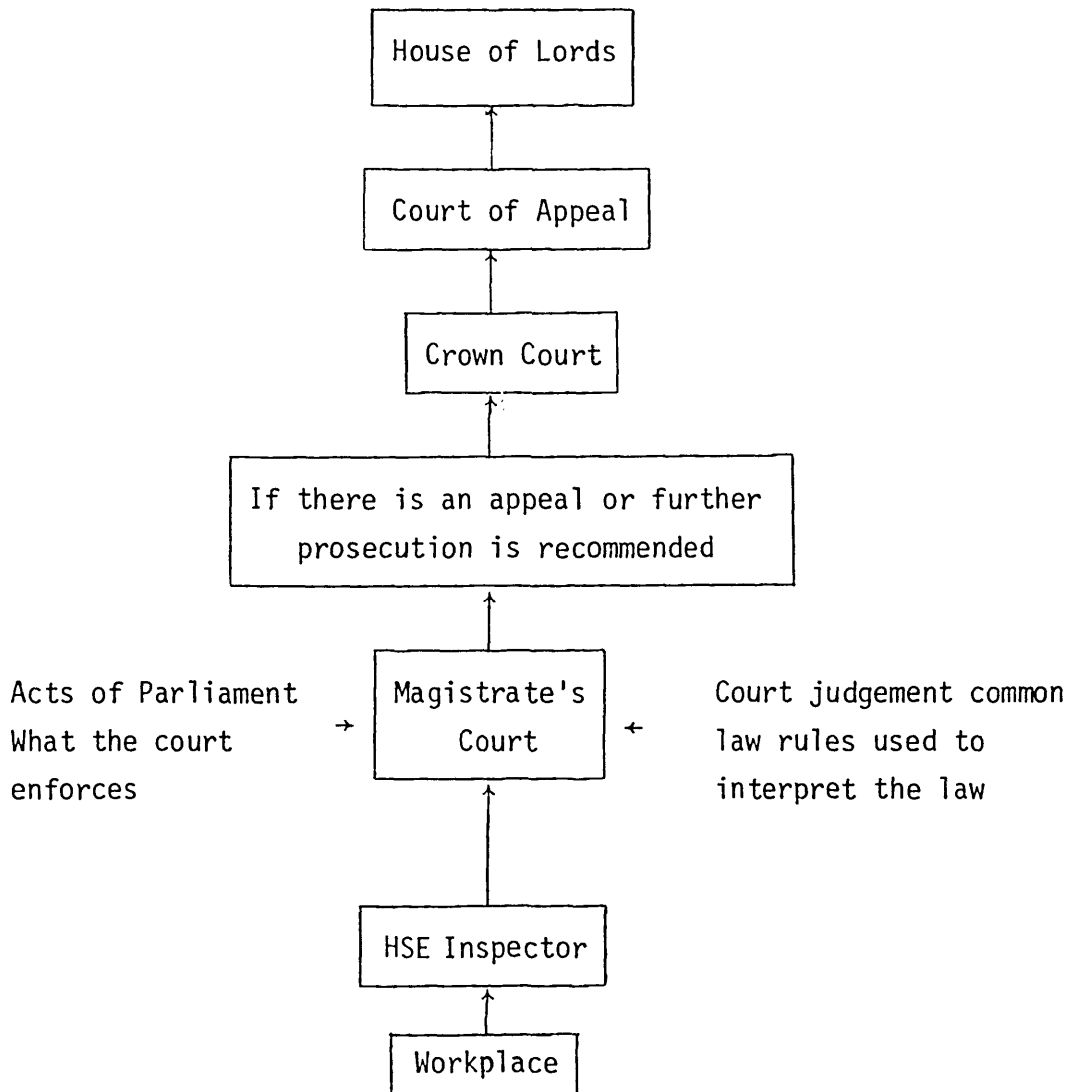 House of Lords
Court of Appeal
Crown Court
If there is an appeal or further
prosecution is recommended
Acts of Parliament
What the court
enforces
Magistrate's
Court
Court judgement common
law rules used to
interpret the law
HSE Inspector
Workplace